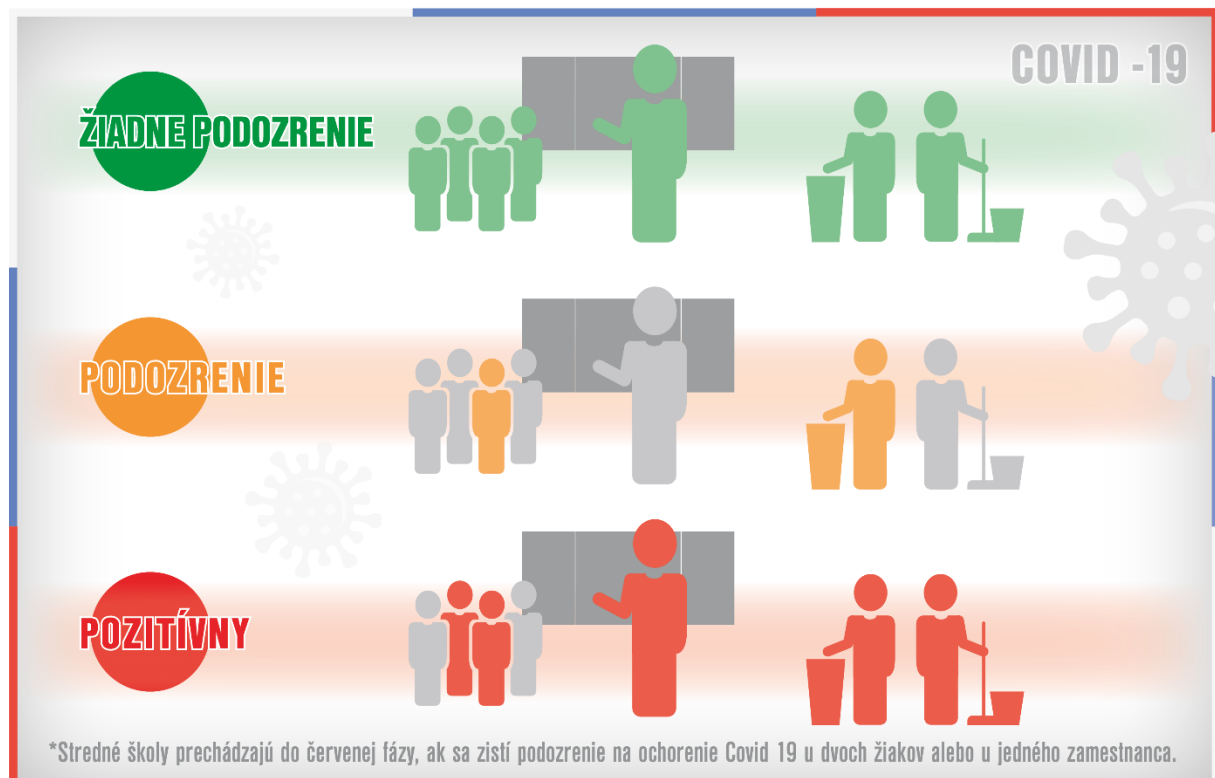 COVID -19
ŽIADNE PODOZRENIE
PODOZRENIE
POZITÍVNY
*Stredné školy prechádzajú do červenej fázy, ak sa zistí podozrenie na ochorenie Covid 19 u dvoch žiakov alebo u jedného zamestnanca.